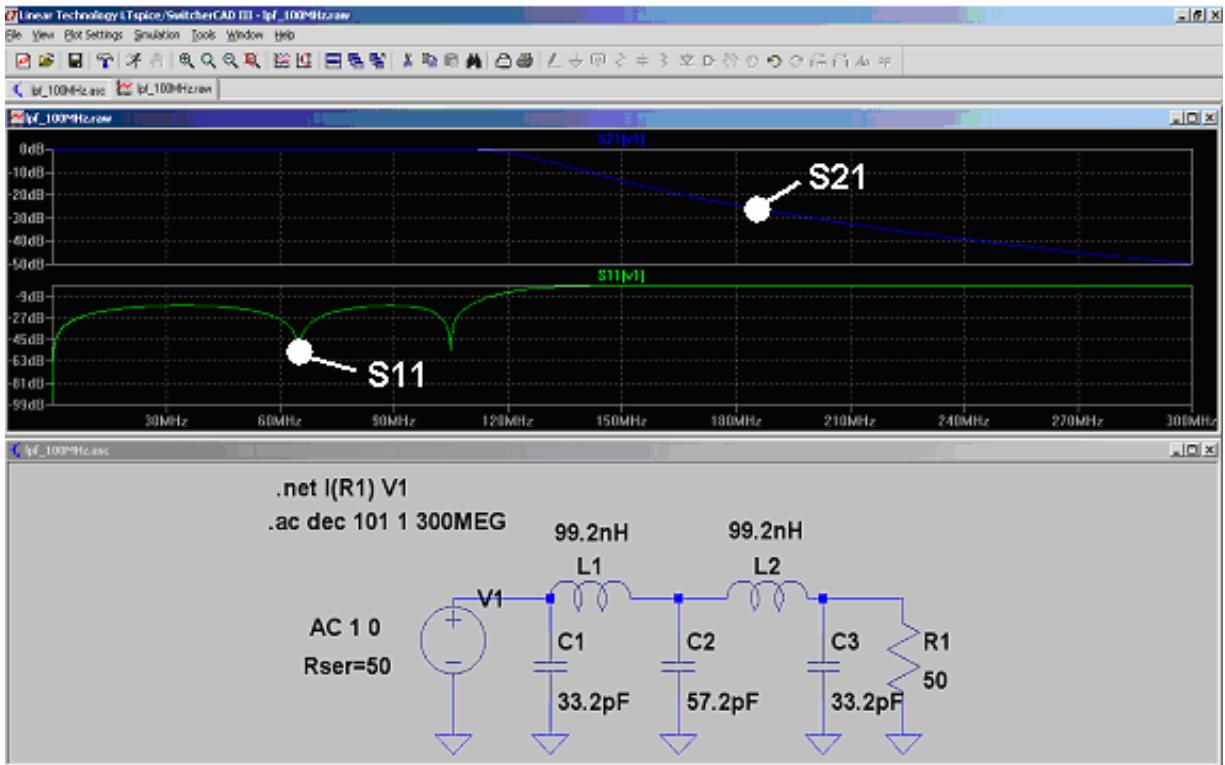 Linear Technology LTspice/SwitcherCAD III - lpf_100MHz.raw
File View Plot Settings Simulation Tools Window Help
lpf_100MHz.asc lpf_100MHz.raw
lpf_100MHz.raw
S21(v1)
0dB
-10dB
-20dB
-30dB
-40dB
-50dB
S21
S11(v1)
-9dB
-27dB
-45dB
-63dB
-81dB
-99dB
S11
30MHz 60MHz 90MHz 120MHz 150MHz 180MHz 210MHz 240MHz 270MHz 300MHz
lpf_100MHz.asc
.net I(R1) V1
.ac dec 101 1 300MEG
99.2nH 99.2nH
L1 L2
V1
AC 1 0
Rser=50
C1 C2 C3 R1
50
33.2pF 57.2pF 33.2pF